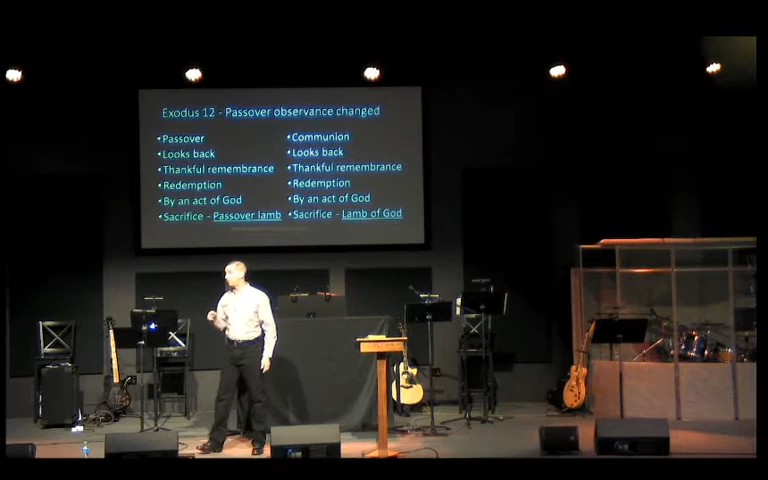 Exodus 12 - Passover observance changed
•Passover
•Looks back
•Thankful remembrance
•Redemption
•By an act of God
•Sacrifice - Passover lamb
•Communion
•Looks back
•Thankful remembrance
•Redemption
•By an act of God
•Sacrifice - Lamb of God